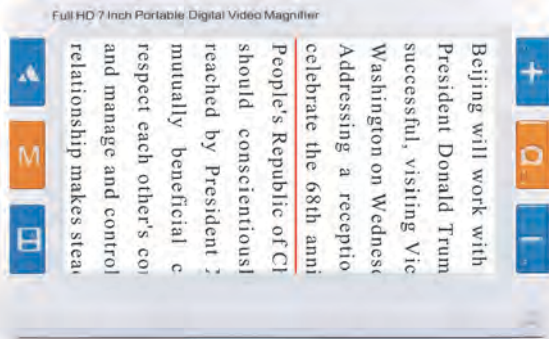 Full HD 7 Inch Portable Digital Video Magnifier
Beijing will work with
President Donald Trum
successful, visiting Vic
Washington on Wednesd
Addressing a receptio
celebrate the 68th anni
People's Republic of Ch
should conscientiousl
reached by President
mutually beneficial c
respect each other's co
and manage and control
relationship makes stea
M